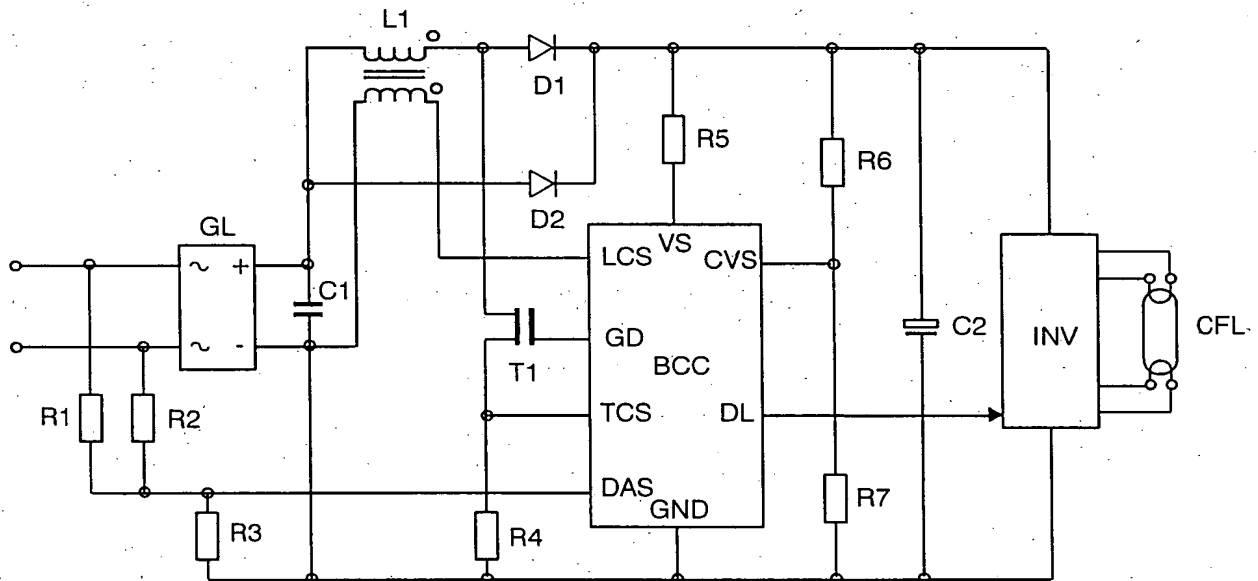 L1
D1
R5
R6
D2
GL
~ +
~ -
C1
VS
LCS
CVS
GD
T1
BCC
C2
INV
CFL
R1
R2
TCS
DL
DAS
GND
R3
R4
R7